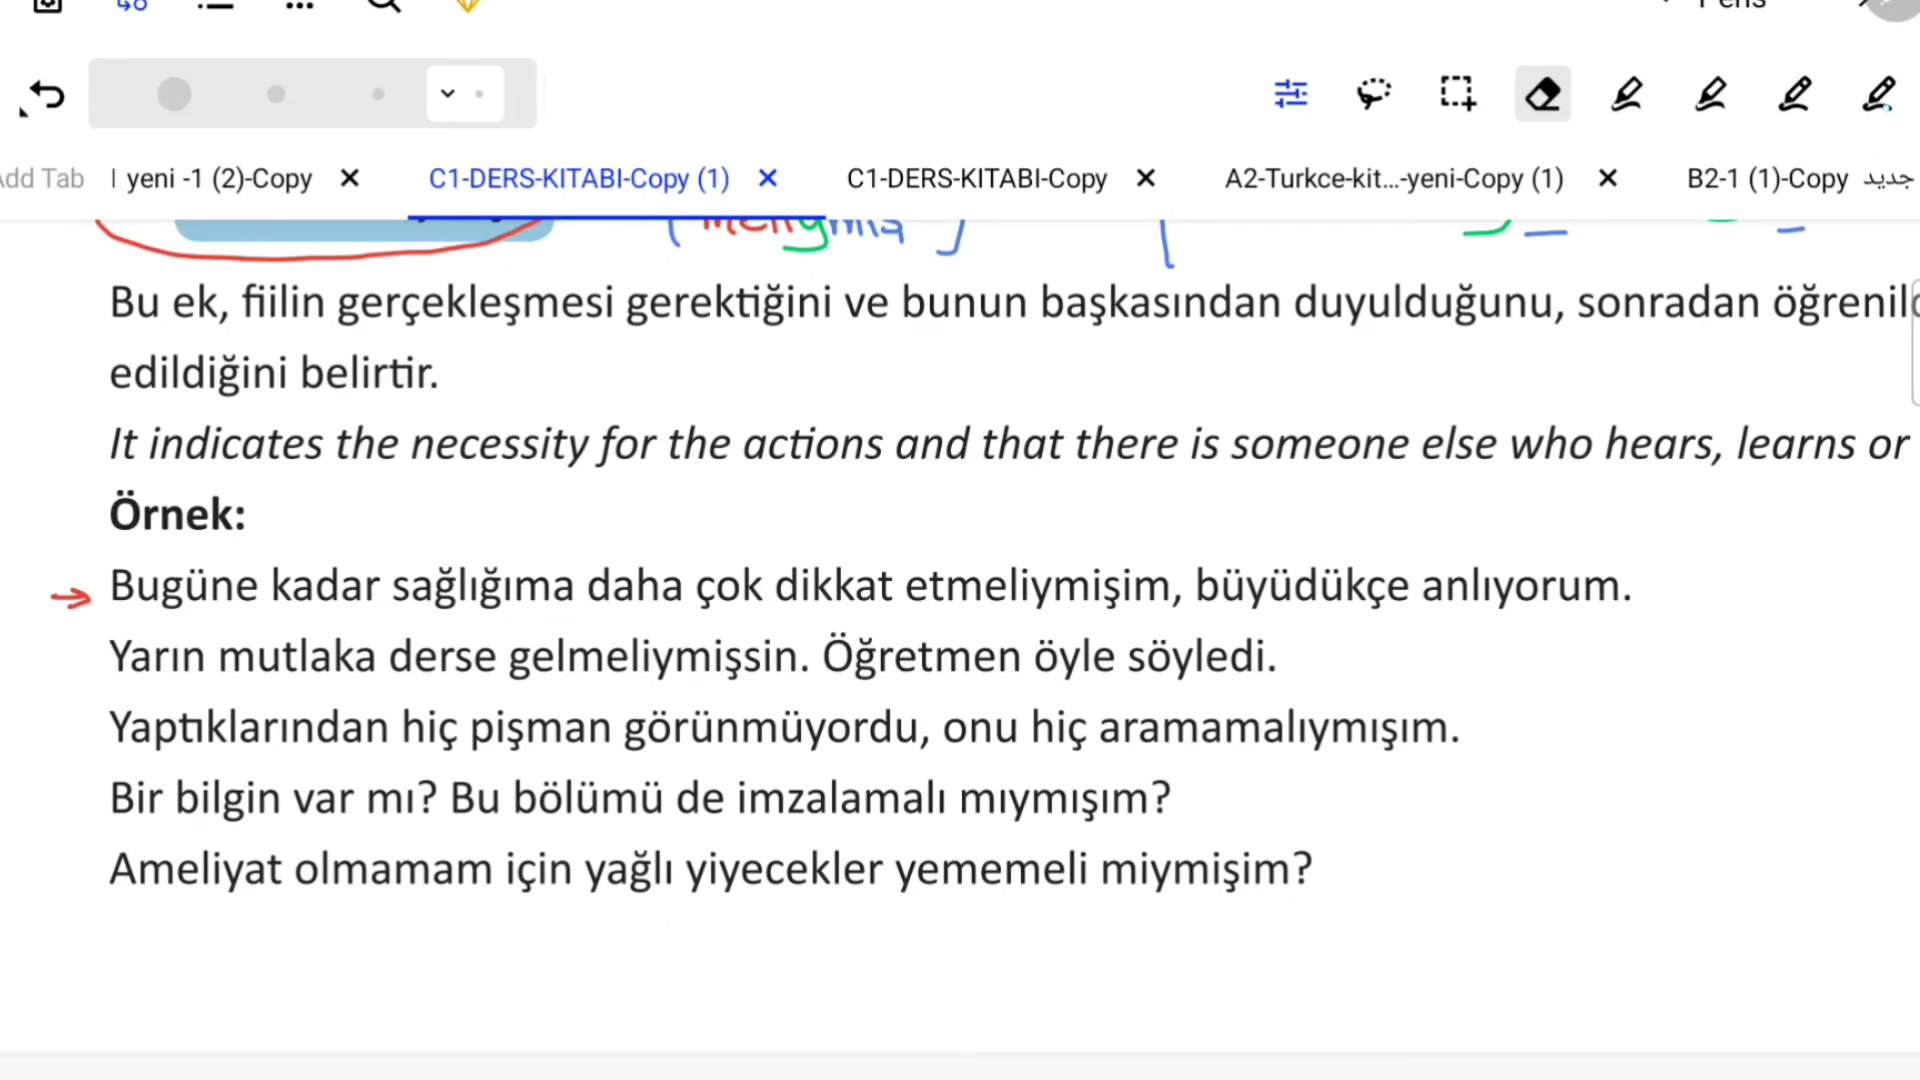 Pens
Add Tab yeni -1 (2)-Copy C1-DERS-KITABI-Copy (1) C1-DERS-KITABI-Copy A2-Turkce-kit...-yeni-Copy (1) B2-1 (1)-Copy جديد
meliymiş
Bu ek, fiilin gerçekleşmesi gerektiğini ve bunun başkasından duyulduğunu, sonradan
edildiğini belirtir.
It indicates the necessity for the actions and that there is someone else who hears, learns or
Örnek:
Bugüne kadar sağlığıma daha çok dikkat etmeliymişim, büyüdükçe anlıyorum.
Yarın mutlaka derse gelmeliymişsin. Öğretmen öyle söyledi.
Yaptıklarından hiç pişman görünmüyordu, onu hiç aramamalıymışım.
Bir bilgin var mı? Bu bölümü de imzalamalı mıymışım?
Ameliyat olmamam için yağlı yiyecekler yememeli miymişim?